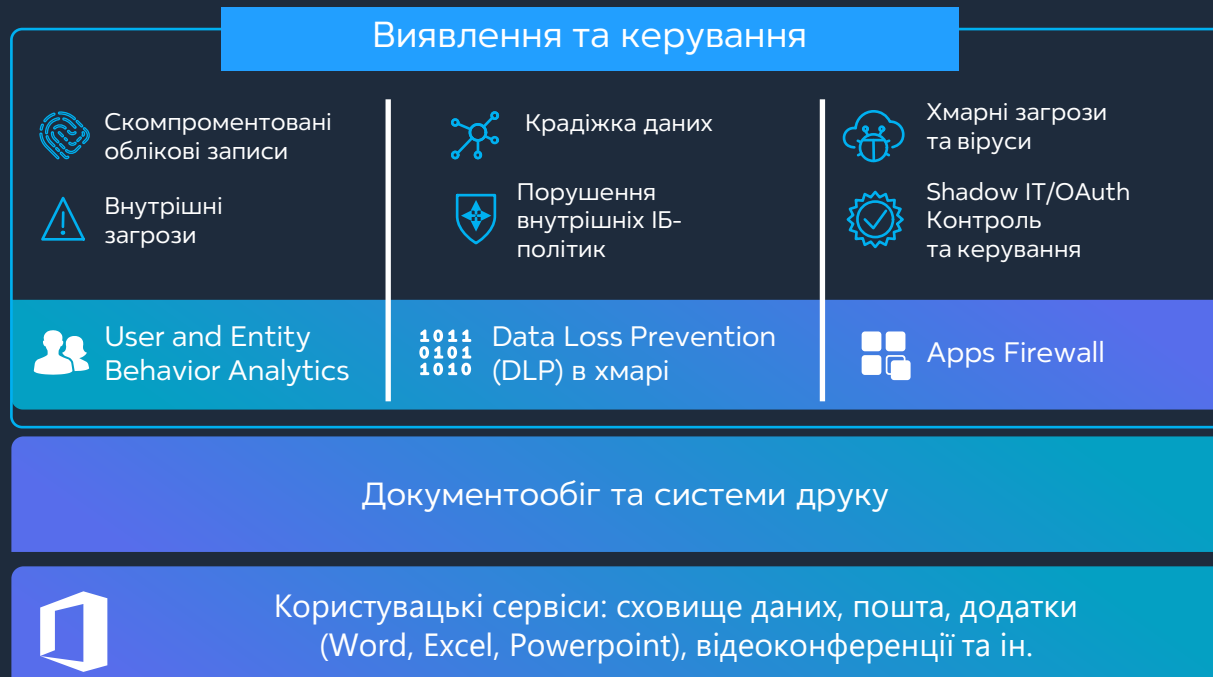 Виявлення та керування
Скомпроментовані
облікові записи
Внутрішні
загрози
User and Entity
Behavior Analytics
Крадіжка даних
Порушення
внутрішніх ІБ-
політик
1011
0101
1010
Data Loss Prevention
(DLP) в хмарі
Хмарні загрози
та віруси
Shadow IT/OAuth
Контроль
та керування
Apps Firewall
Документообіг та системи друку
Користувацькі сервіси: сховище даних, пошта, додатки
(Word, Excel, Powerpoint), відеоконференції та ін.